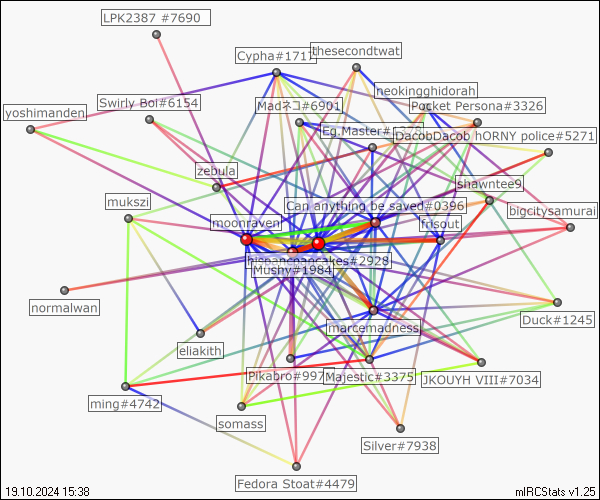 LPK2387 #7690
thesecondtwat
Cypha#1717
neokingghidorah
Swirly Boi#6154
Madネコ#6901
Pocket Persona#3326
yoshimanden
Eg.Master#
DacobDacob hORNY police#5271
zebula
shawntee9
mukszi
Can anything be saved#0396
bigcitysamurai
moonraven
frisout
hippanepancakes#2928
Mushy#1984
normalwan
Duck#1245
marcemadness
eliakith
Pikabro#997
Majestic#3375
JKOUYH VIII#7034
ming#4742
somass
Silver#7938
Fedora Stoat#4479
19.10.2024 15:38
mIRCStats v1.25